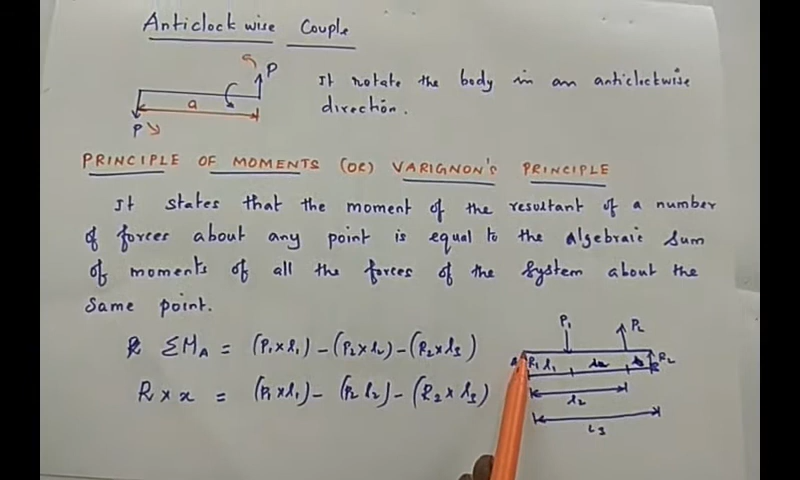 Anticlockwise Couple
P
a
P
It rotate the body in an anticlockwise
direction.
PRINCIPLE OF MOMENTS (OR) VARIGNON'S PRINCIPLE
It states that the moment of the resultant of a number
of forces about any point is equal to the algebraic sum
of moments of all the forces of the system about the
same point.
ΣMA = (P1 x l1) - (P2 x l2) - (R2 x l3)
R x x = (P1 x l1) - (P2 l2) - (R2 x l3)
P1 P2
R1 l1 R2
l2
l3